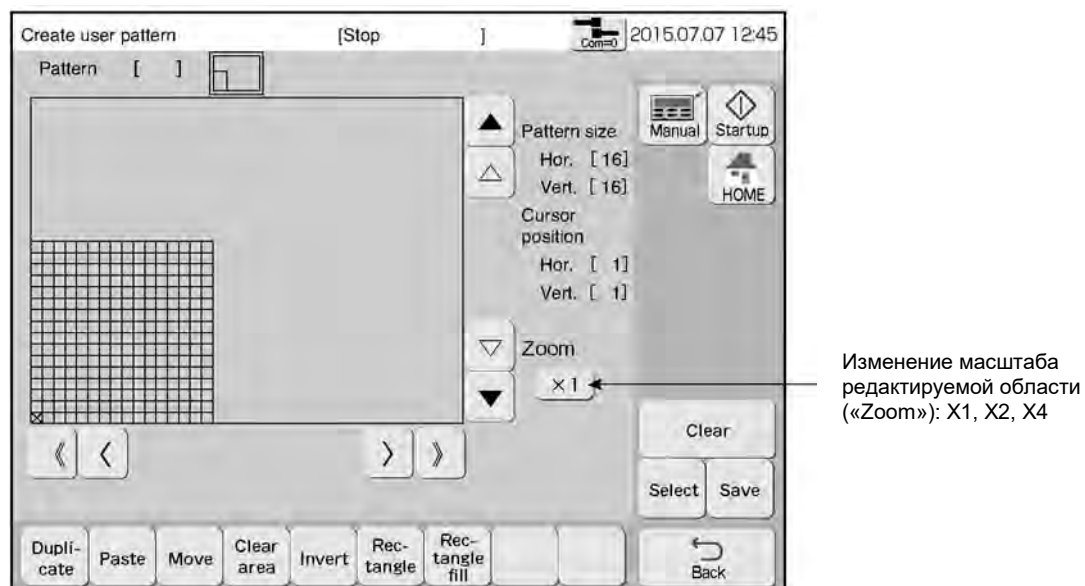 Create user pattern [Stop ] Com=0 2015.07.07 12:45
Pattern [ ]
Manual Startup
HOME
Pattern size
Hor. [ 16]
Vert. [ 16]
Cursor
position
Hor. [ 1]
Vert. [ 1]
Zoom
×1
Изменение масштаба
редактируемой области
(«Zoom»): X1, X2, X4
Clear
Select Save
《 〈 〉 》
Dupli-
cate
Paste
Move
Clear
area
Invert
Rec-
tangle
Rec-
tangle
fill
Back